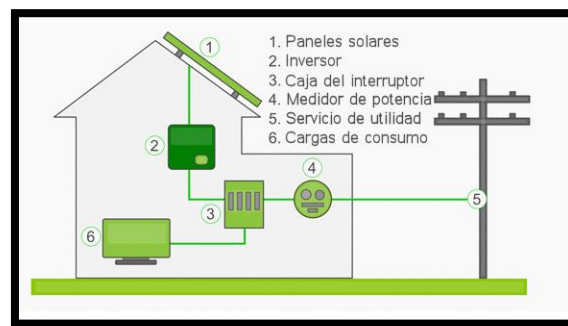 1. Paneles solares
2. Inversor
3. Caja del interruptor
4. Medidor de potencia
5. Servicio de utilidad
6. Cargas de consumo
1
2
3
4
5
6